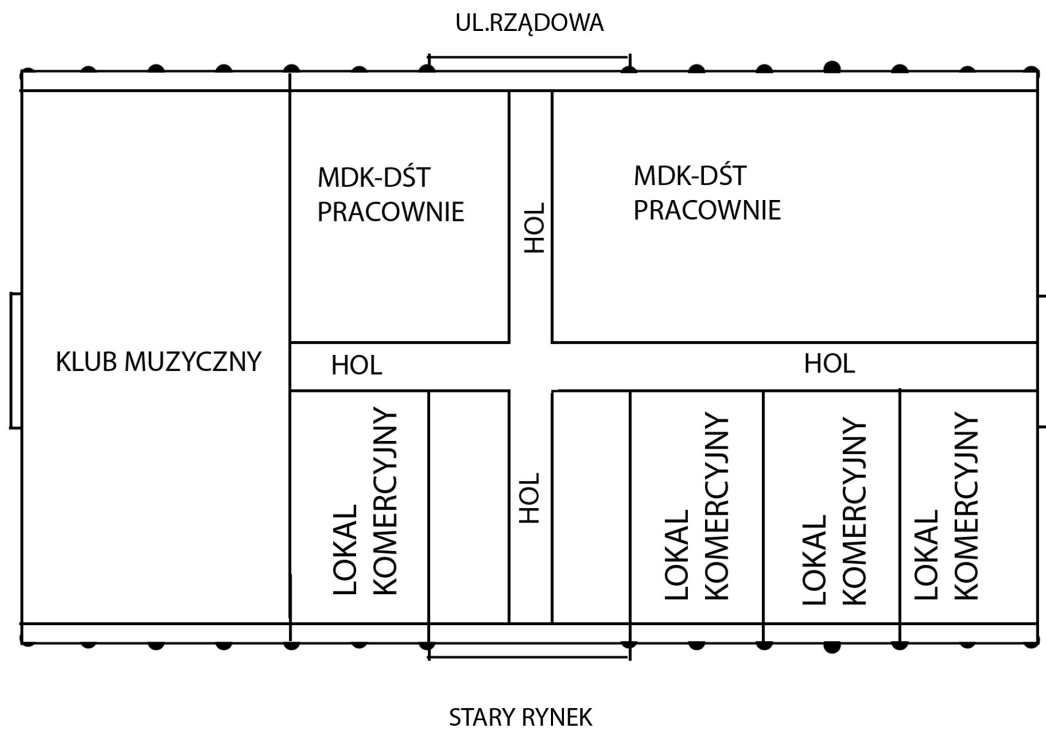 UL.RZĄDOWA
MDK-DŚT
PRACOWNIE
HOL
MDK-DŚT
PRACOWNIE
KLUB MUZYCZNY
HOL
HOL
LOKAL
KOMERCYJNY
HOL
LOKAL
KOMERCYJNY
LOKAL
KOMERCYJNY
LOKAL
KOMERCYJNY
STARY RYNEK